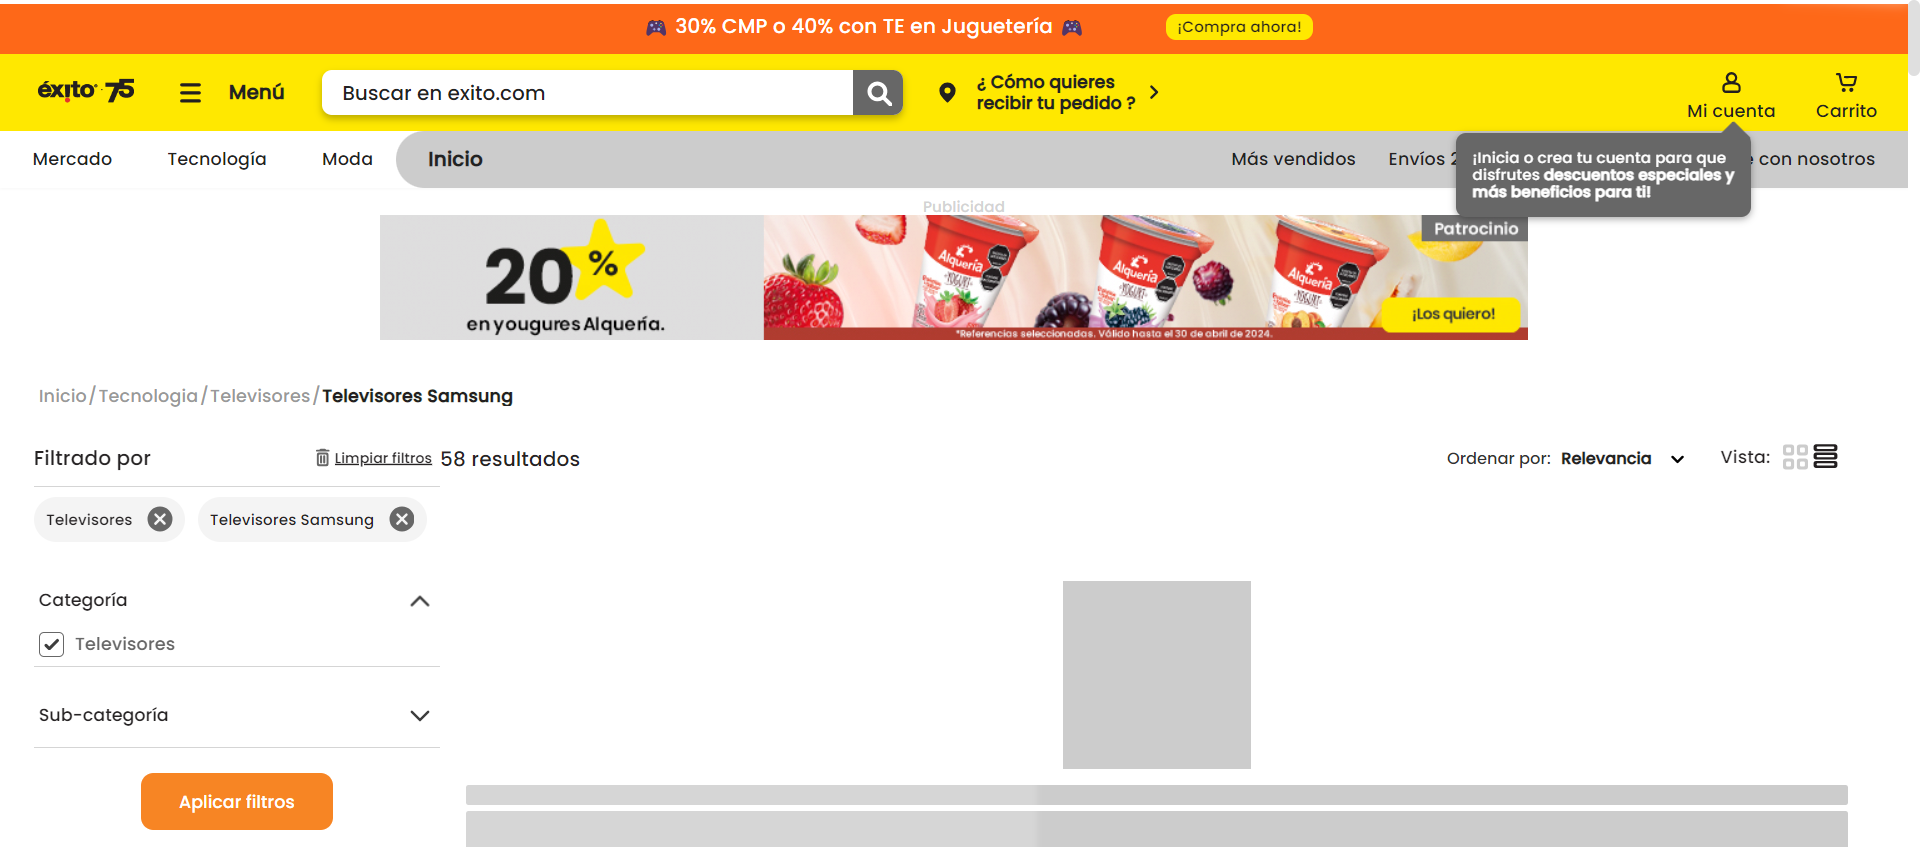 30% CMP o 40% con TE en Juguetería
¡Compra ahora!
éxito · 75
Menú
Buscar en exito.com
¿ Cómo quieres
recibir tu pedido ?
Mi cuenta
Carrito
Mercado
Tecnología
Moda
Inicio
Más vendidos
Envíos
con nosotros
¡Inicia o crea tu cuenta para que
disfrutes descuentos especiales y
más beneficios para ti!
Publicidad
20%
en yogures Alquería.
Alquería
YOGURT
Alquería
YOGURT
Alquería
YOGURT
Patrocinio
¡Los quiero!
*Referencias seleccionadas. Válido hasta el 30 de abril de 2024.
Inicio/Tecnologia/Televisores/Televisores Samsung
Filtrado por
Limpiar filtros
58 resultados
Ordenar por: Relevancia
Vista:
Televisores
Televisores Samsung
Categoría
Televisores
Sub-categoría
Aplicar filtros